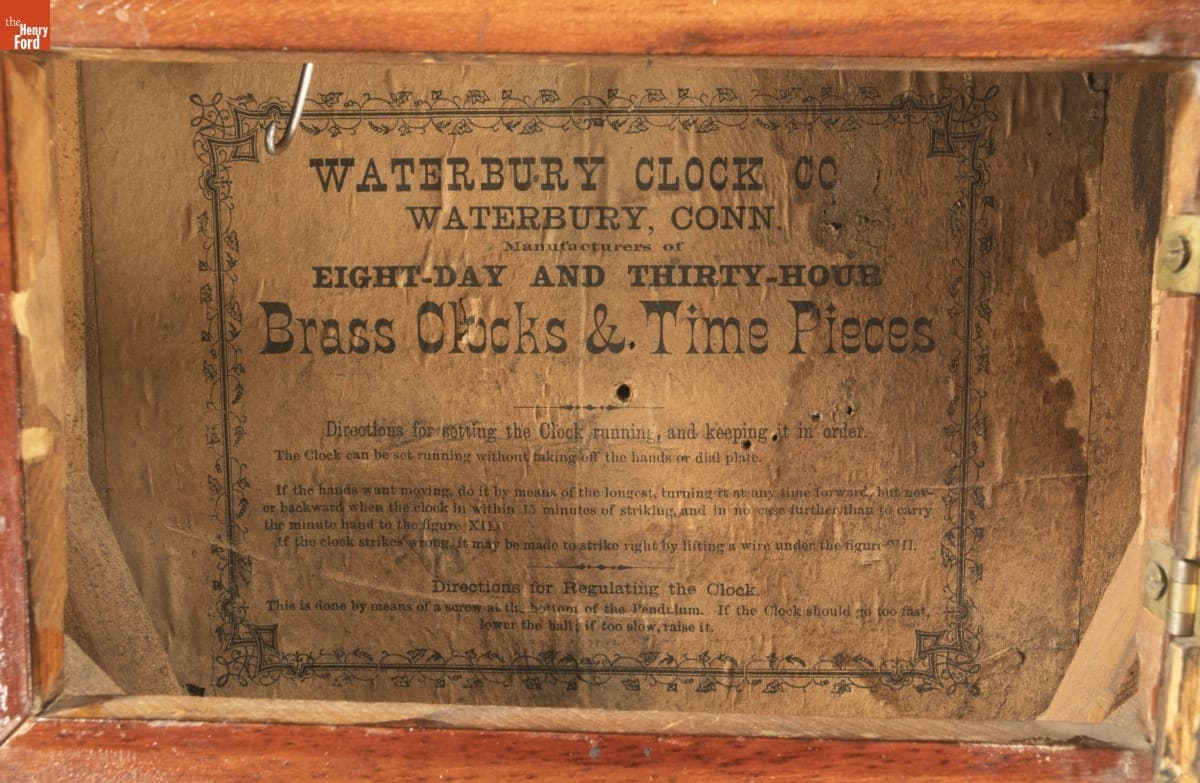 the
Henry
Ford
WATERBURY CLOCK CO
WATERBURY, CONN.
Manufacturers of
EIGHT-DAY AND THIRTY-HOUR
Brass Clocks & Time Pieces
Directions for setting the Clock running, and keeping it in order.
The Clock can be set running without taking off the hands or dial plate.
If the hands want moving, do it by means of the longest, turning it at any time forward, but nev-
er backward when the clock in within 15 minutes of striking, and in no case further than to carry
the minute hand to the figure XII.
If the clock strikes wrong, it may be made to strike right by lifting a wire under the figure
Directions for Regulating the Clock.
This is done by means of a screw at the bottom of the Pendulum. If the Clock should go too fast,
lower the ball; if too slow, raise it.